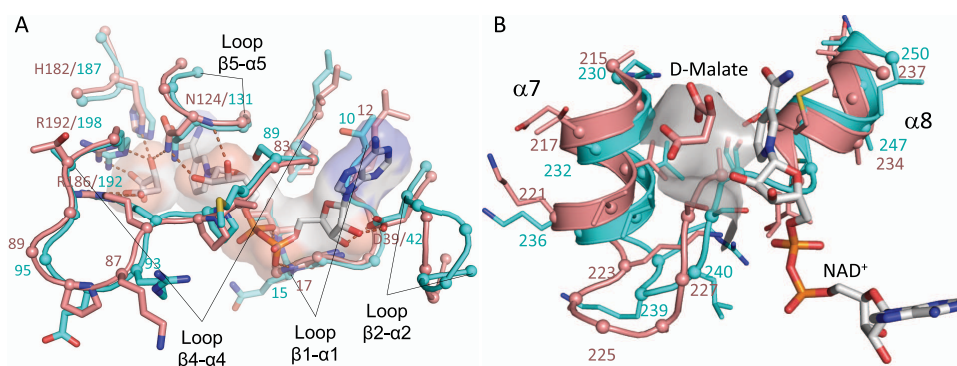 A
Loop
β5-α5
H182/187
N124/131
12
10
R192/198
89
83
R186/192
D39/42
89
95
87
93
17
15
Loop
β4-α4
Loop
β1-α1
Loop
β2-α2
B
215
230
D-Malate
250
237
α7
α8
217
232
247
234
221
236
223
240
227
239
NAD⁺
225